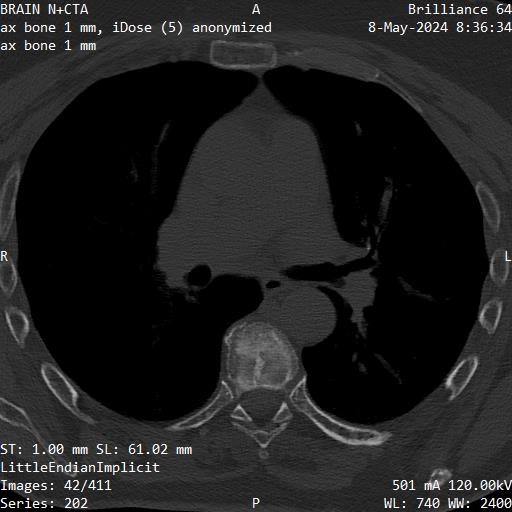 BRAIN N+CTA A Brilliance 64
ax bone 1 mm, iDose (5) anonymized 8-May-2024 8:36:34
ax bone 1 mm
R L
ST: 1.00 mm SL: 61.02 mm
LittleEndianImplicit
Images: 42/411 501 mA 120.00kV
Series: 202 P WL: 740 WW: 2400